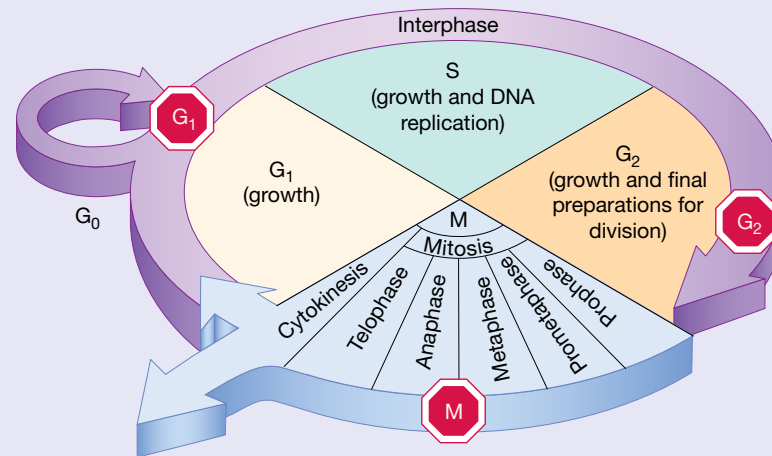 Interphase
S
(growth and DNA
replication)
G1
G1
(growth)
G0
G2
(growth and final
preparations for
division)
G2
M
Mitosis
Cytokinesis
Telophase
Anaphase
Metaphase
Prometaphase
Prophase
M